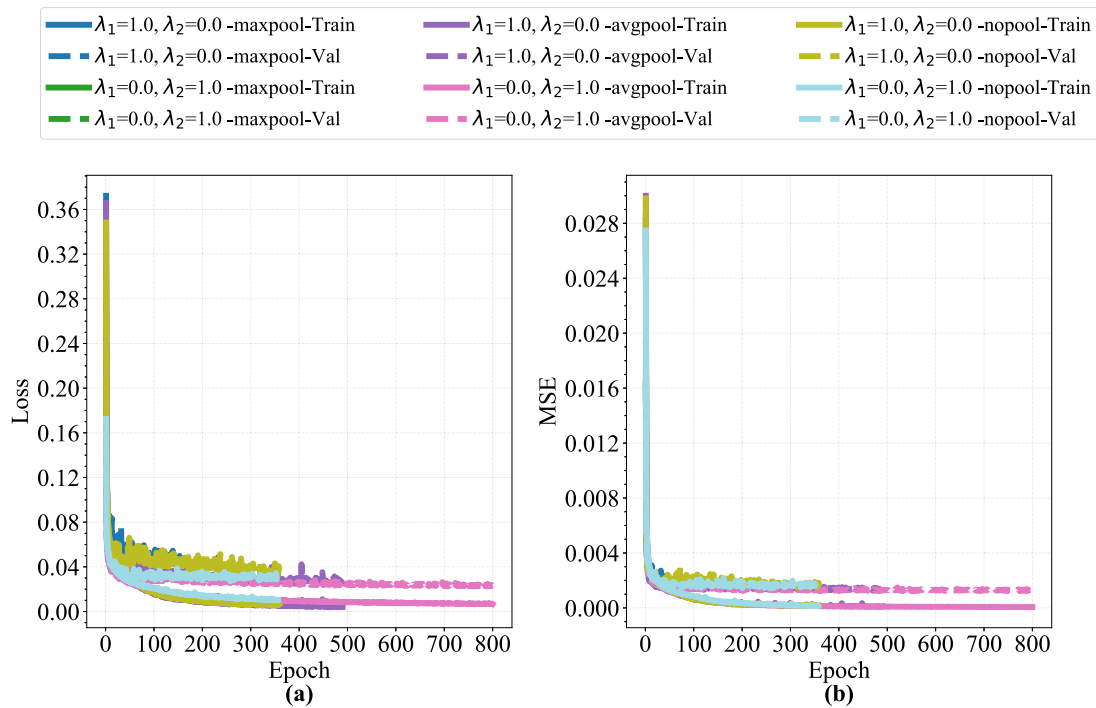 λ1=1.0, λ2=0.0 -maxpool-Train
λ1=1.0, λ2=0.0 -maxpool-Val
λ1=0.0, λ2=1.0 -maxpool-Train
λ1=0.0, λ2=1.0 -maxpool-Val
λ1=1.0, λ2=0.0 -avgpool-Train
λ1=1.0, λ2=0.0 -avgpool-Val
λ1=0.0, λ2=1.0 -avgpool-Train
λ1=0.0, λ2=1.0 -avgpool-Val
λ1=1.0, λ2=0.0 -nopool-Train
λ1=1.0, λ2=0.0 -nopool-Val
λ1=0.0, λ2=1.0 -nopool-Train
λ1=0.0, λ2=1.0 -nopool-Val
Loss
0.36
0.32
0.28
0.24
0.20
0.16
0.12
0.08
0.04
0.00
0 100 200 300 400 500 600 700 800
Epoch
(a)
MSE
0.028
0.024
0.020
0.016
0.012
0.008
0.004
0.000
0 100 200 300 400 500 600 700 800
Epoch
(b)